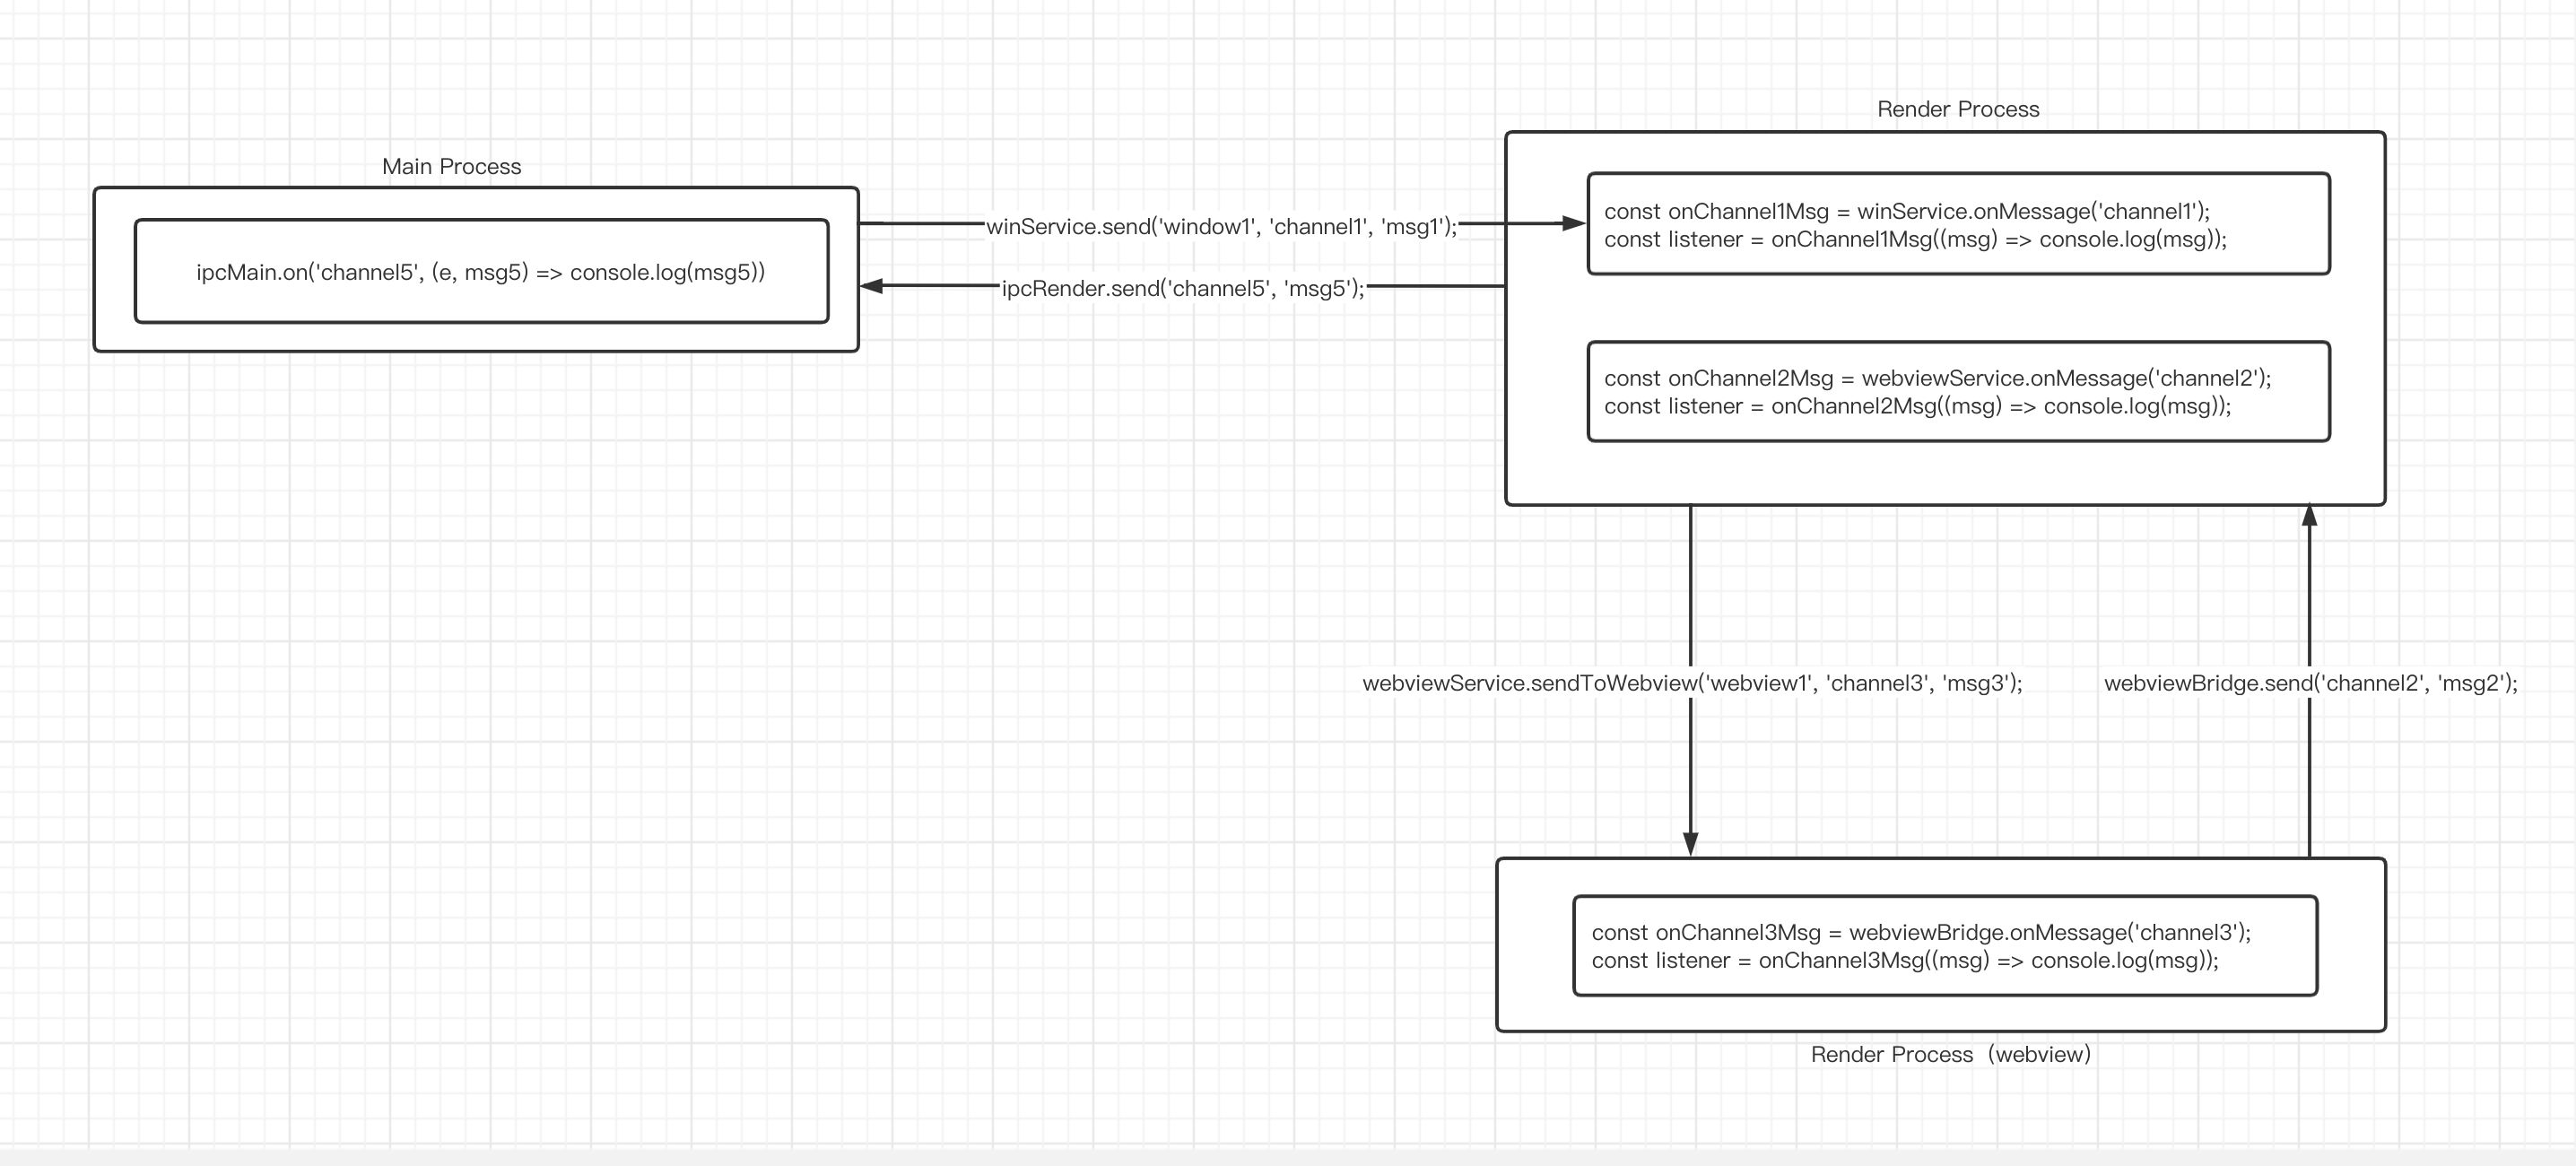 Render Process
Main Process
const onChannel1Msg = winService.onMessage('channel1');
const listener = onChannel1Msg((msg) => console.log(msg));
winService.send('window1', 'channel1', 'msg1');
ipcMain.on('channel5', (e, msg5) => console.log(msg5))
ipcRender.send('channel5', 'msg5');
const onChannel2Msg = webviewService.onMessage('channel2');
const listener = onChannel2Msg((msg) => console.log(msg));
webviewService.sendToWebview('webview1', 'channel3', 'msg3');
webviewBridge.send('channel2', 'msg2');
const onChannel3Msg = webviewBridge.onMessage('channel3');
const listener = onChannel3Msg((msg) => console.log(msg));
Render Process（webview）